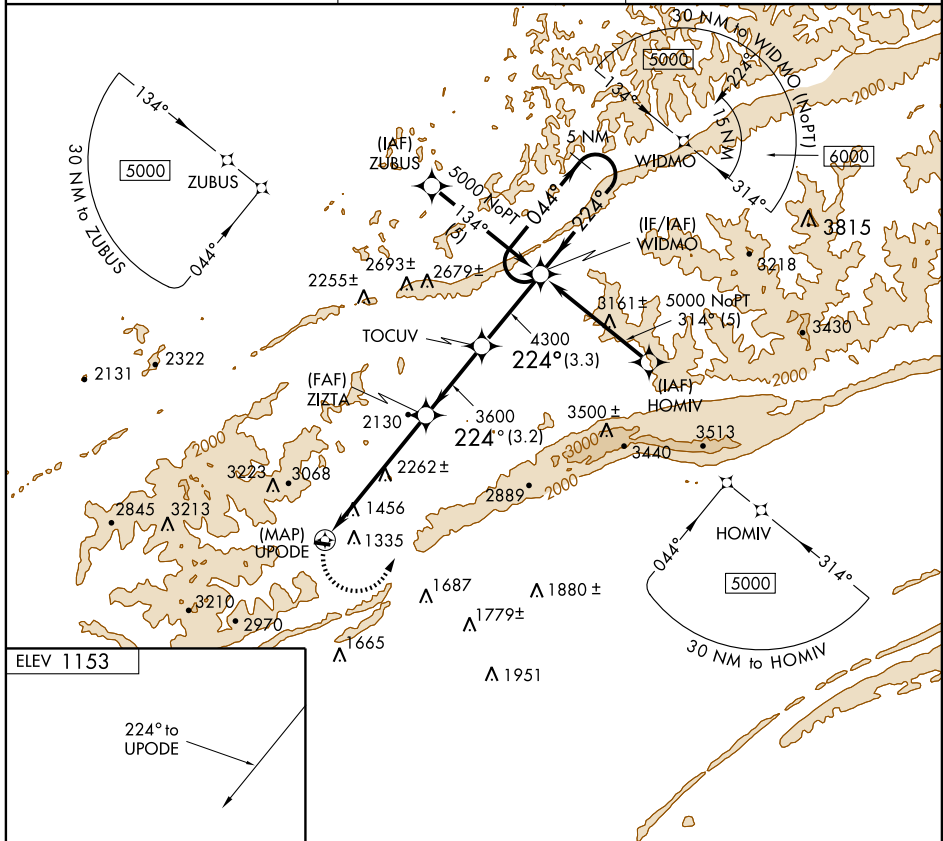 30 NM to WIDMO (NoPT)
5000
224°
134°
15 NM
WIDMO
6000
314°
134°
5000
ZUBUS
30 NM to ZUBUS
044°
5 NM
(IAF)
ZUBUS
5000 NoPT
134°
(5)
044°
224°
(IE/IAF)
WIDMO
3815
3218
2000
2693±
2679±
2255±
3161±
5000 NoPT
314° (5)
3430
TOCUV
4300
224° (3.3)
2322
2131
2000
(IAF)
HOMIV
(FAF)
ZIZTA
2130
3600
224° (3.2)
3500±
3513
3000
3440
2000
2262±
3223
3068
2889
2000
1456
2845
3213
(MAP)
UPODE
1335
HOMIV
044°
314°
5000
30 NM to HOMIV
1687
1880±
3210
1779±
2970
1665
1951
ELEV 1153
224° to
UPODE